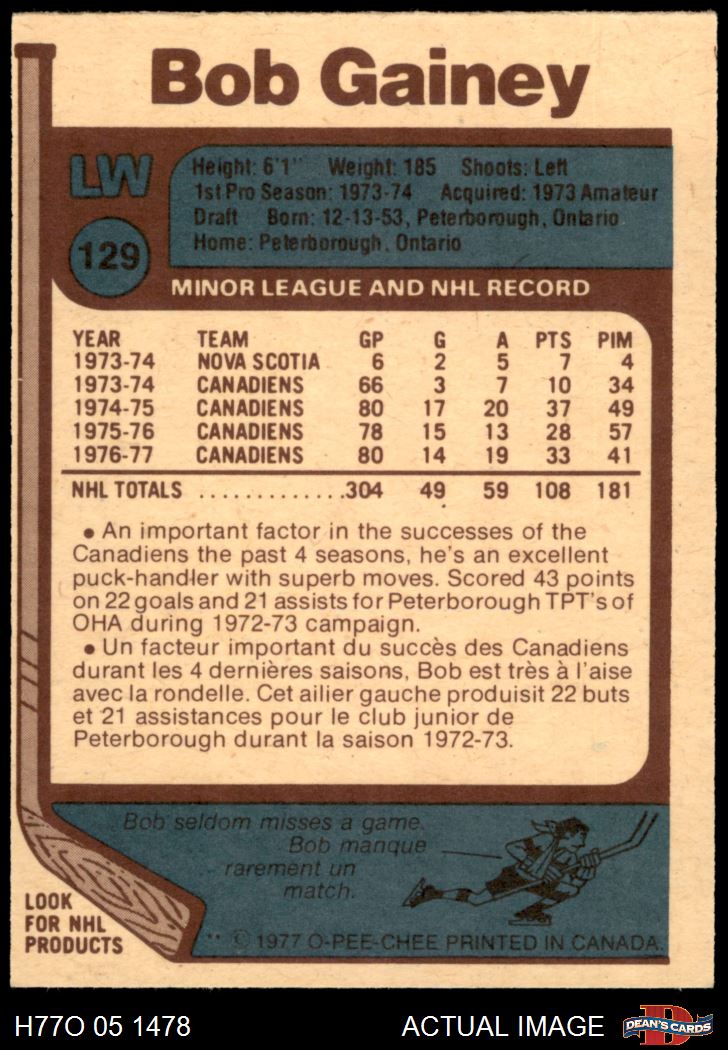 Bob Gainey
LW
129
Height: 6'1" Weight: 185 Shoots: Left
1st Pro Season: 1973-74 Acquired: 1973 Amateur
Draft Born: 12-13-53, Peterborough, Ontario
Home: Peterborough, Ontario
MINOR LEAGUE AND NHL RECORD
YEAR TEAM GP G A PTS PIM
1973-74 NOVA SCOTIA 6 2 5 7 4
1973-74 CANADIENS 66 3 7 10 34
1974-75 CANADIENS 80 17 20 37 49
1975-76 CANADIENS 78 15 13 28 57
1976-77 CANADIENS 80 14 19 33 41
NHL TOTALS .............304 49 59 108 181
• An important factor in the successes of the
Canadiens the past 4 seasons, he's an excellent
puck-handler with superb moves. Scored 43 points
on 22 goals and 21 assists for Peterborough TPT's of
OHA during 1972-73 campaign.
• Un facteur important du succès des Canadiens
durant les 4 dernières saisons, Bob est très à l'aise
avec la rondelle. Cet ailier gauche produisit 22 buts
et 21 assistances pour le club junior de
Peterborough durant la saison 1972-73.
Bob seldom misses a game.
Bob manque
rarement un
match.
LOOK
FOR NHL
PRODUCTS
** © 1977 O-PEE-CHEE PRINTED IN CANADA.
H77O 05 1478 ACTUAL IMAGE D DEAN'S CARDS